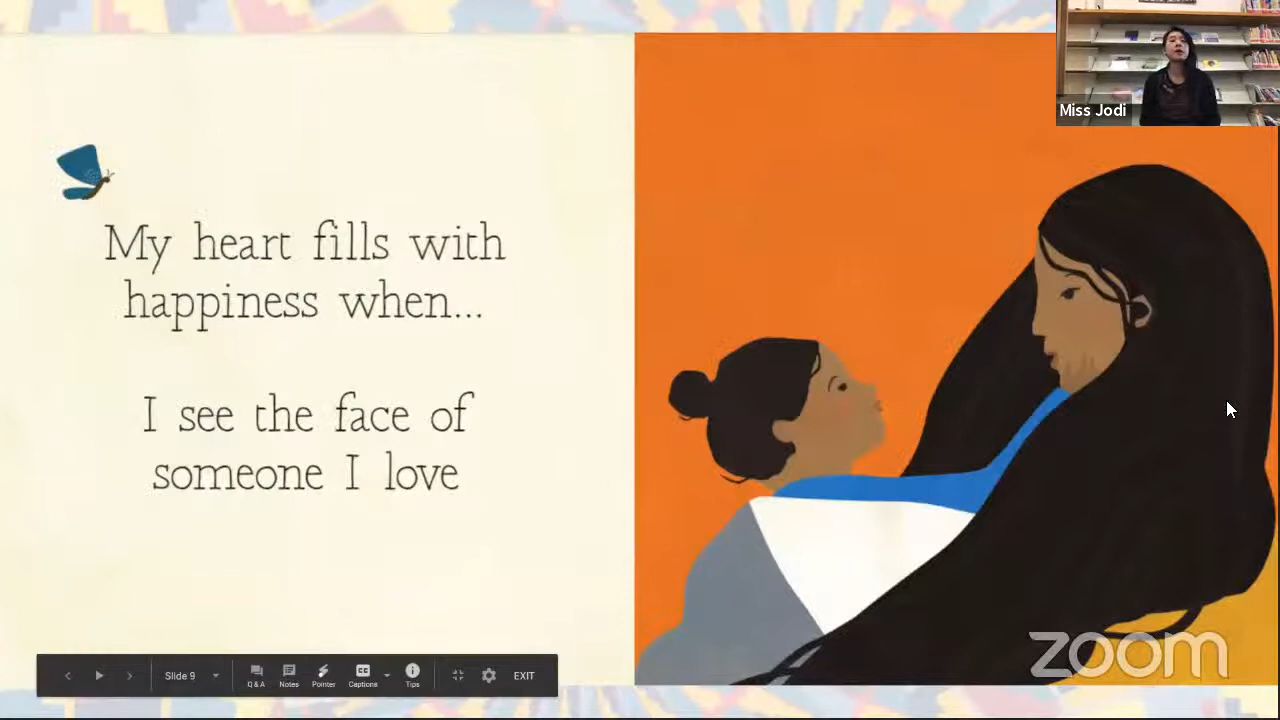 My heart fills with
happiness when...
I see the face of
someone I love
Miss Jodi
zoom
Slide 9
Q & A
Notes
Pointer
CC
Captions
Tips
EXIT